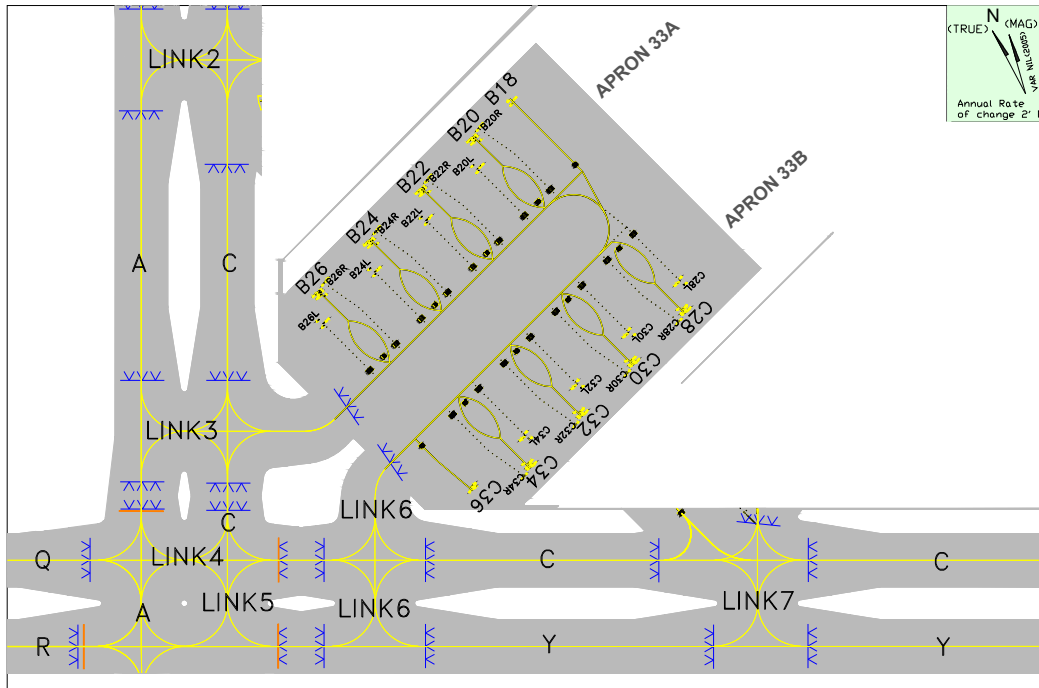 N
(TRUE) (MAG)
VAR NIL(2005)
Annual Rate
of change 2'
LINK2
APRON 33A
B18
B20
B20R
B20L
B22
B22R
B22L
APRON 33B
B24
B24R
B24L
A
C
B26
B26R
B26L
C28L
C28
C28R
C30L
C30
C30R
C32L
C32
C32R
C34L
C34
C34R
C36
LINK3
LINK6
C
Q
LINK4
C
C
LINK5
LINK6
LINK7
A
R
Y
Y